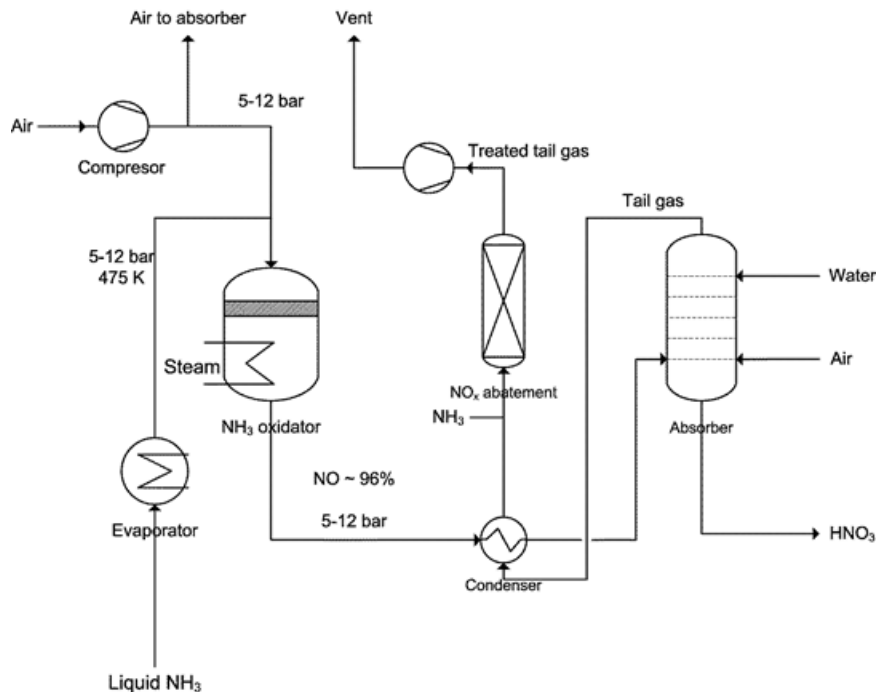 Air to absorber
Vent
5-12 bar
Air
Compresor
Treated tail gas
Tail gas
5-12 bar
475 K
Water
Steam
Air
NOₓ abatement
NH₃
NH₃ oxidator
Absorber
NO ~ 96%
5-12 bar
Evaporator
HNO₃
Condenser
Liquid NH₃